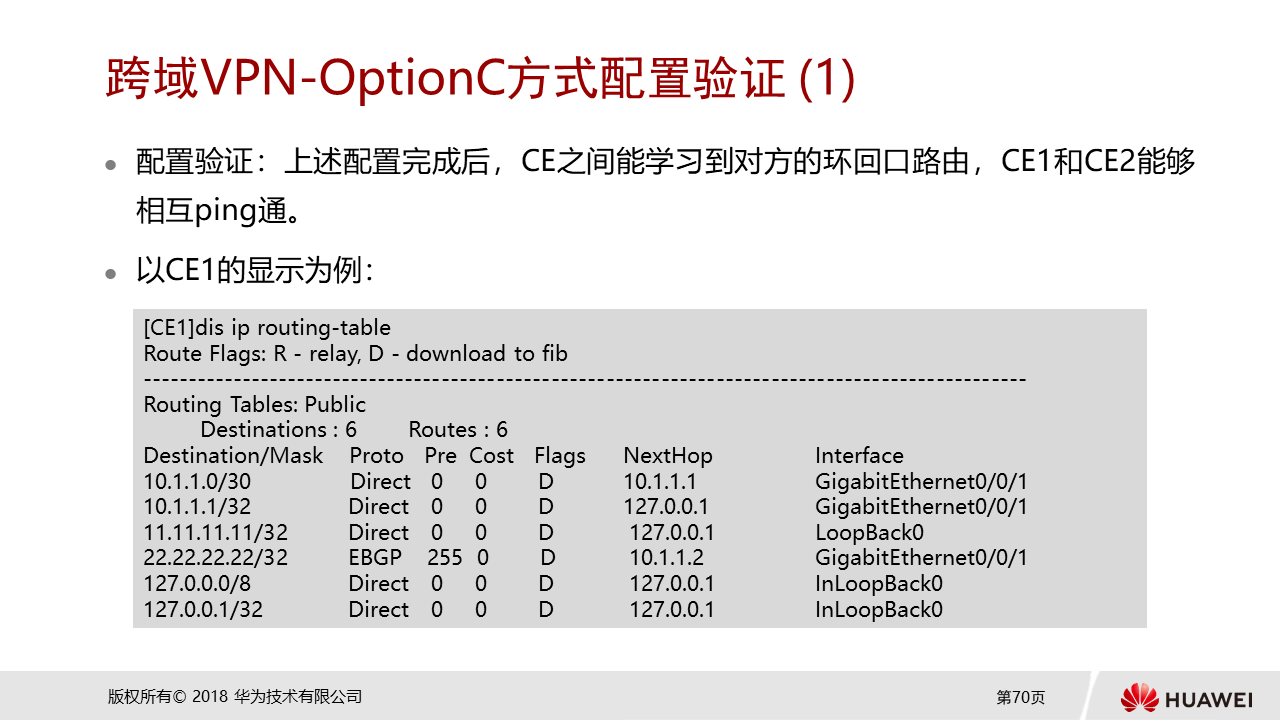 跨域VPN-OptionC方式配置验证 (1)
配置验证：上述配置完成后，CE之间能学习到对方的环回口路由，CE1和CE2能够
相互ping通。
以CE1的显示为例：
[CE1]dis ip routing-table
Route Flags: R - relay, D - download to fib
--------------------------------------------------------------------------------------------------
Routing Tables: Public
Destinations : 6 Routes : 6
Destination/Mask Proto Pre Cost Flags NextHop Interface
10.1.1.0/30 Direct 0 0 D 10.1.1.1 GigabitEthernet0/0/1
10.1.1.1/32 Direct 0 0 D 127.0.0.1 GigabitEthernet0/0/1
11.11.11.11/32 Direct 0 0 D 127.0.0.1 LoopBack0
22.22.22.22/32 EBGP 255 0 D 10.1.1.2 GigabitEthernet0/0/1
127.0.0.0/8 Direct 0 0 D 127.0.0.1 InLoopBack0
127.0.0.1/32 Direct 0 0 D 127.0.0.1 InLoopBack0
版权所有© 2018 华为技术有限公司
第70页
HUAWEI